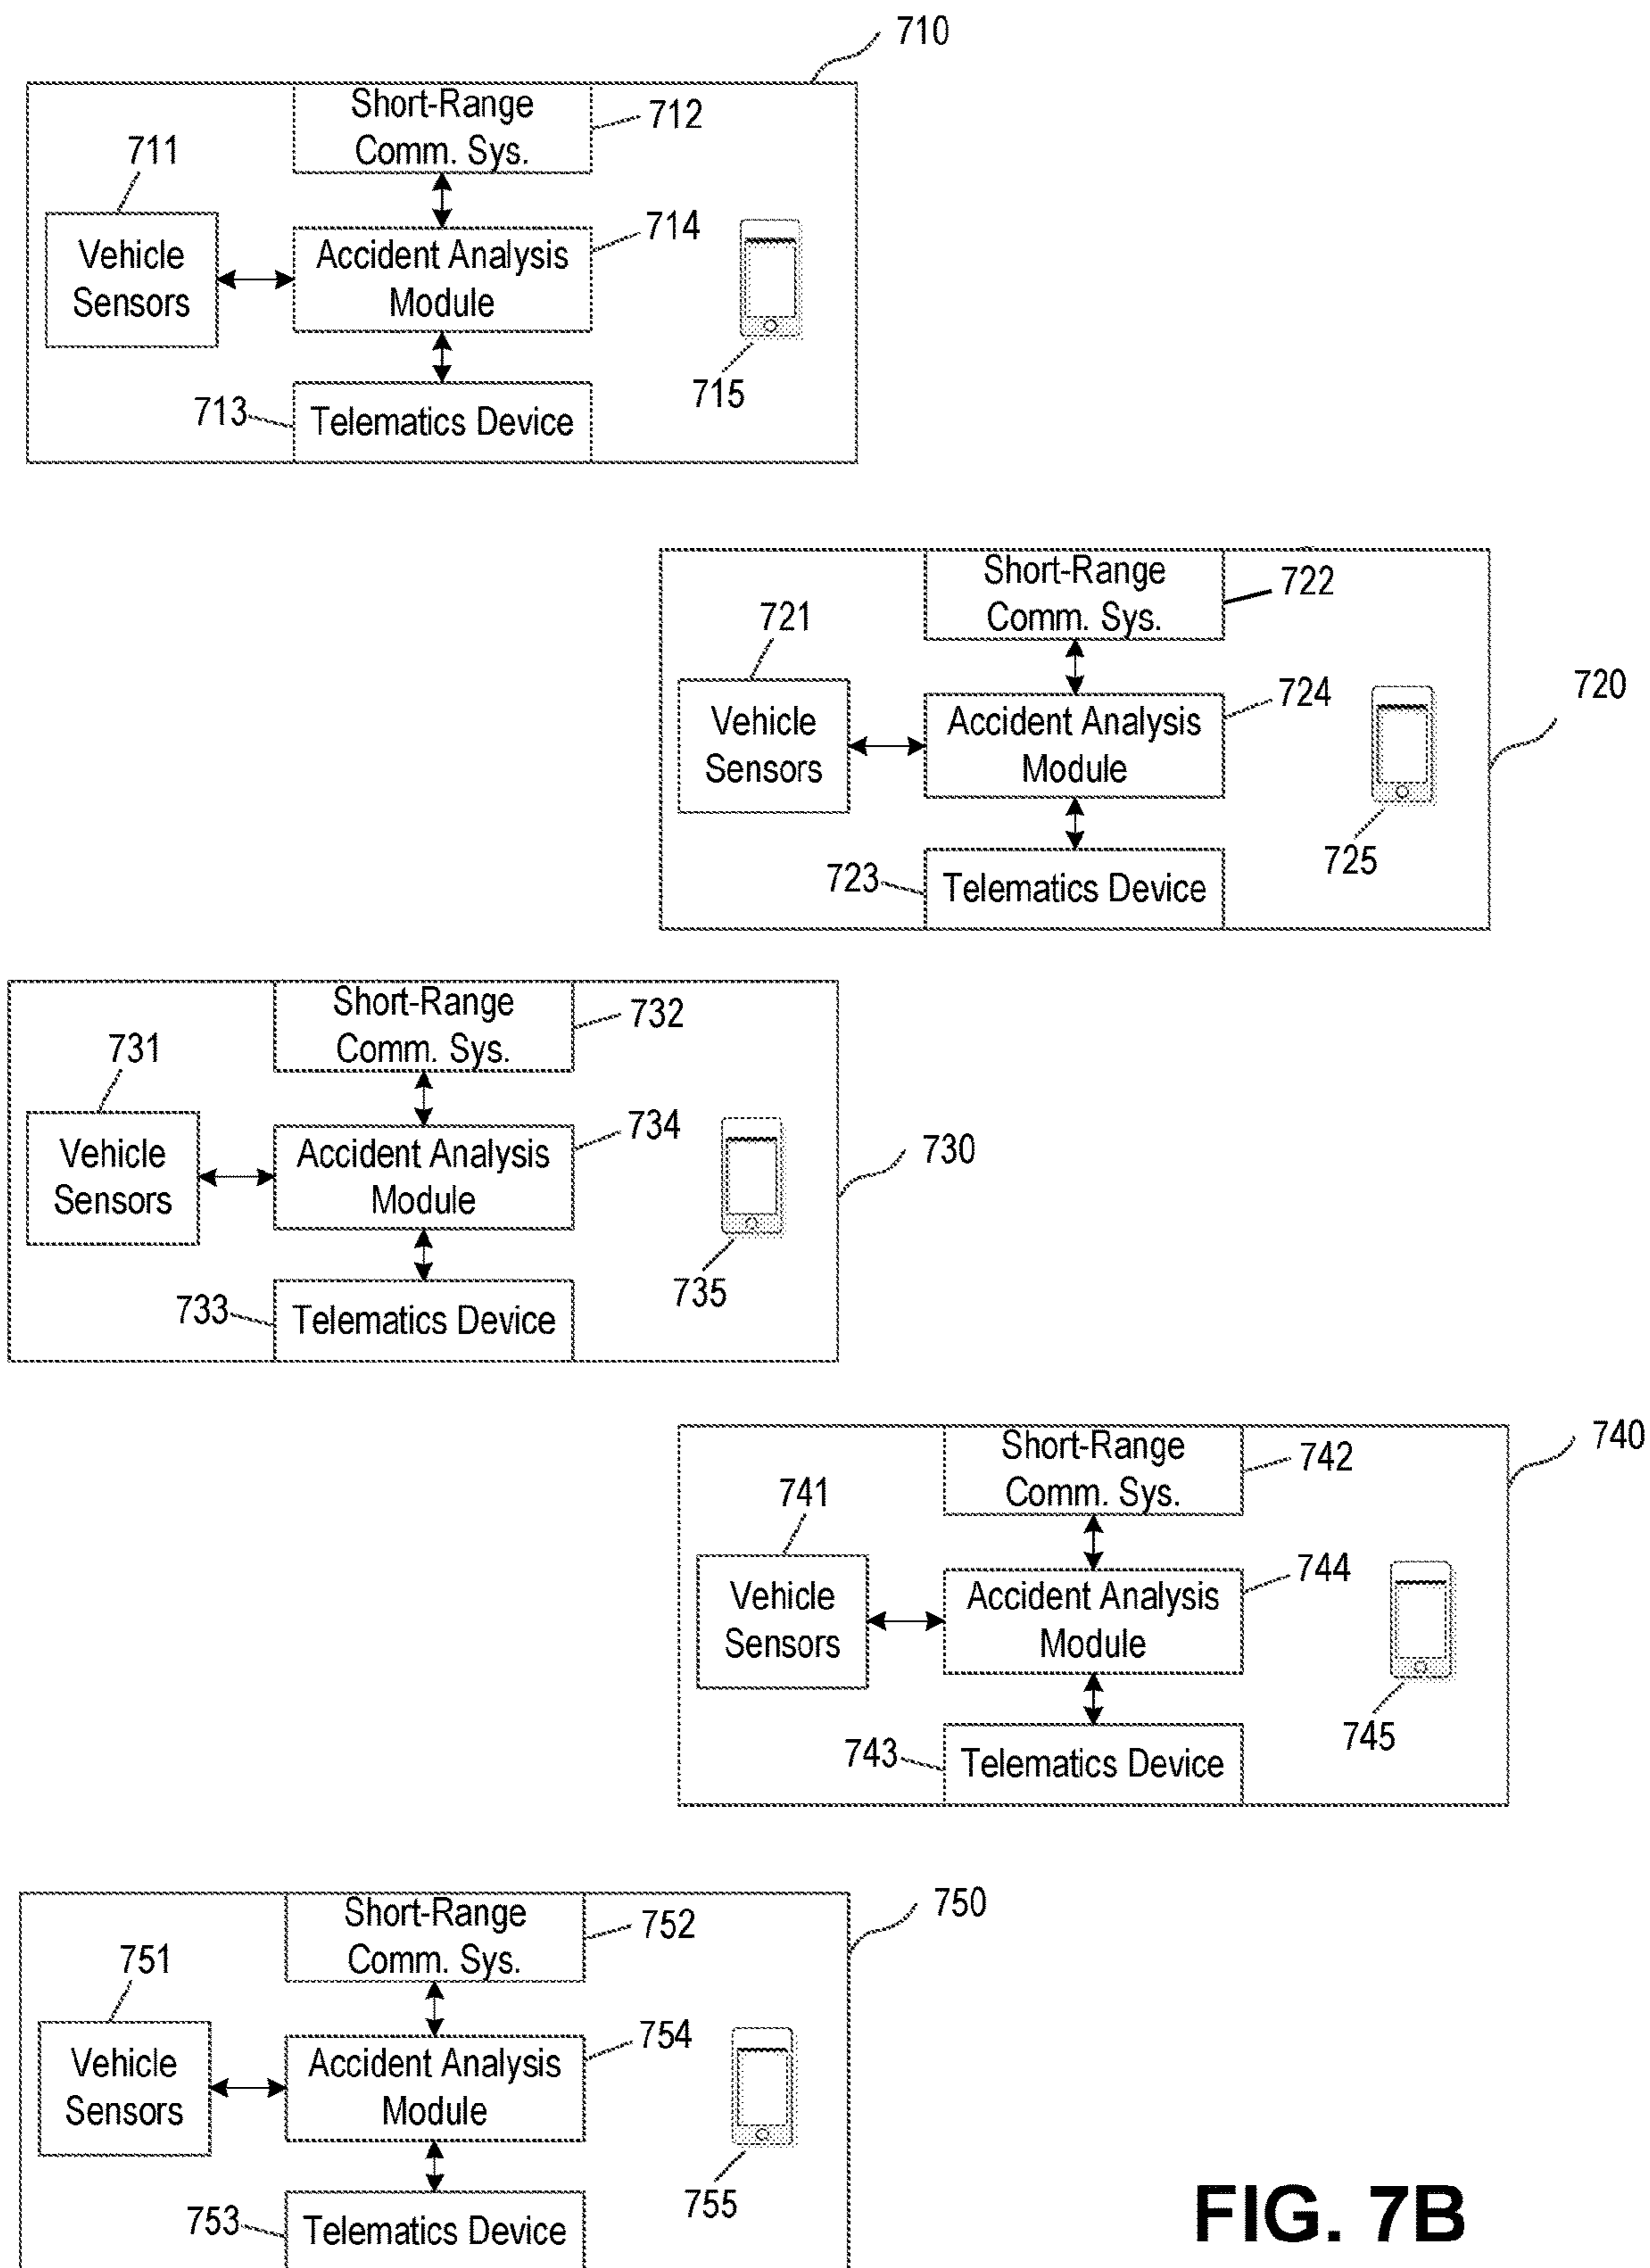 710
Short-Range
Comm. Sys.
712
711
Vehicle
Sensors
Accident Analysis
Module
714
715
713
Telematics Device
Short-Range
Comm. Sys.
722
721
720
Vehicle
Sensors
Accident Analysis
Module
724
725
723
Telematics Device
Short-Range
Comm. Sys.
732
731
Vehicle
Sensors
Accident Analysis
Module
734
730
735
733
Telematics Device
740
Short-Range
Comm. Sys.
742
741
Vehicle
Sensors
Accident Analysis
Module
744
745
743
Telematics Device
750
Short-Range
Comm. Sys.
752
751
Vehicle
Sensors
Accident Analysis
Module
754
755
753
Telematics Device
FIG. 7B